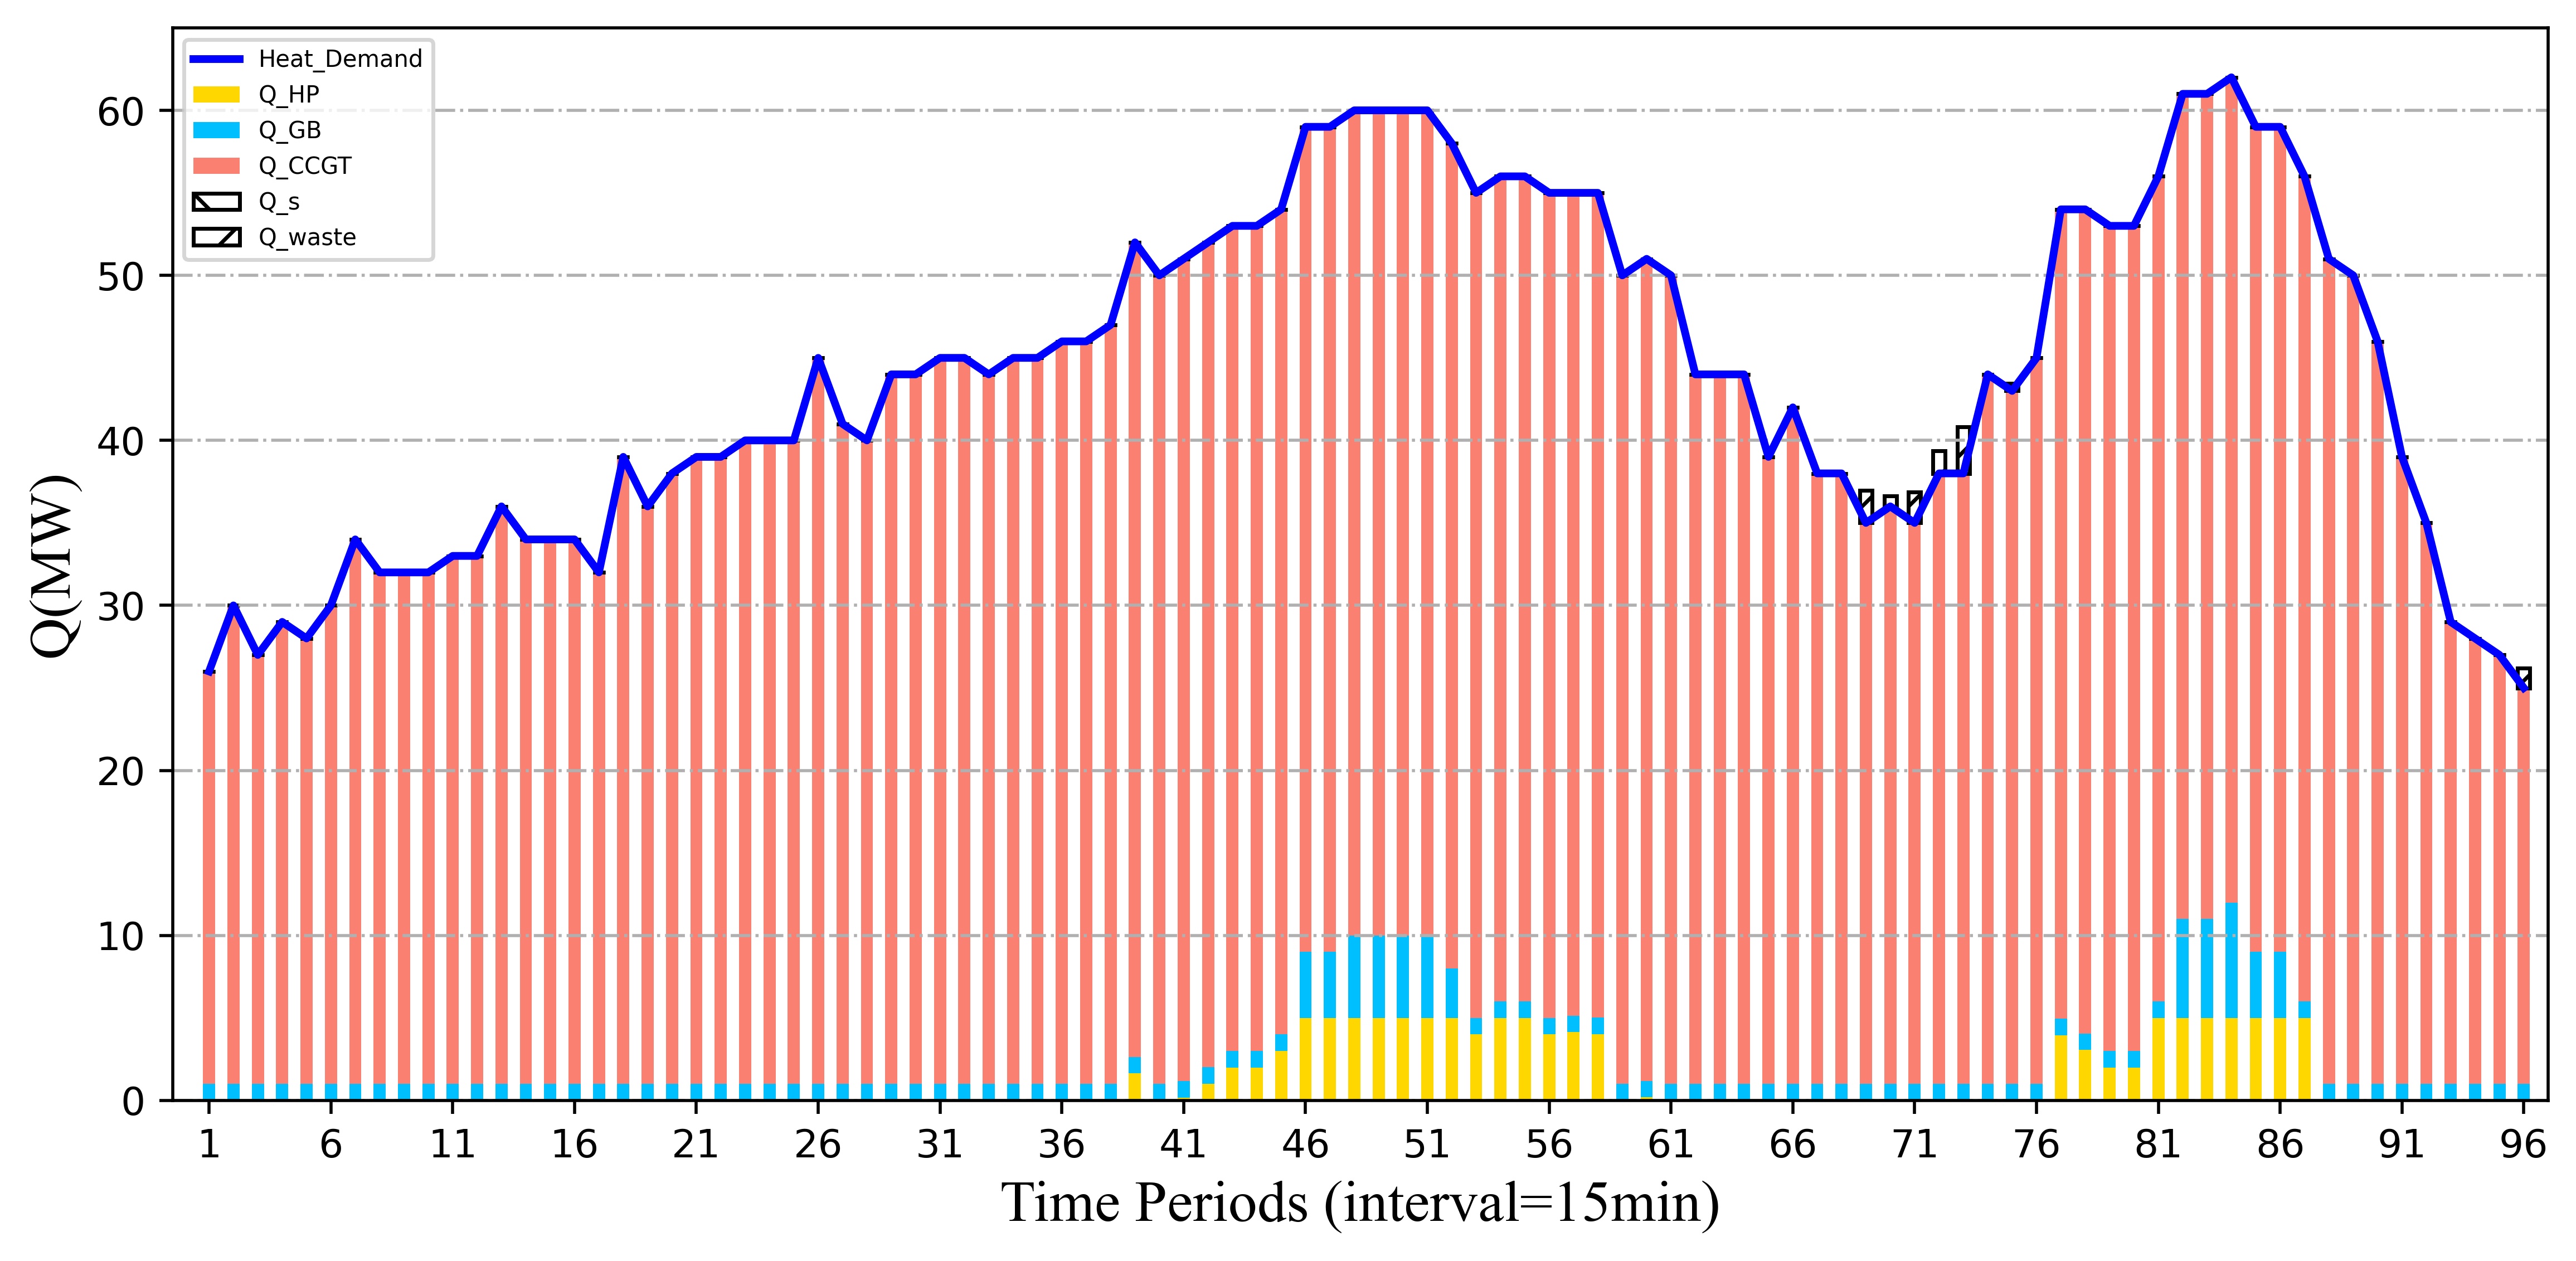 Heat_Demand
Q_HP
Q_GB
Q_CCGT
Q_s
Q_waste
Q(MW)
60
50
40
30
20
10
0
1 6 11 16 21 26 31 36 41 46 51 56 61 66 71 76 81 86 91 96
Time Periods (interval=15min)